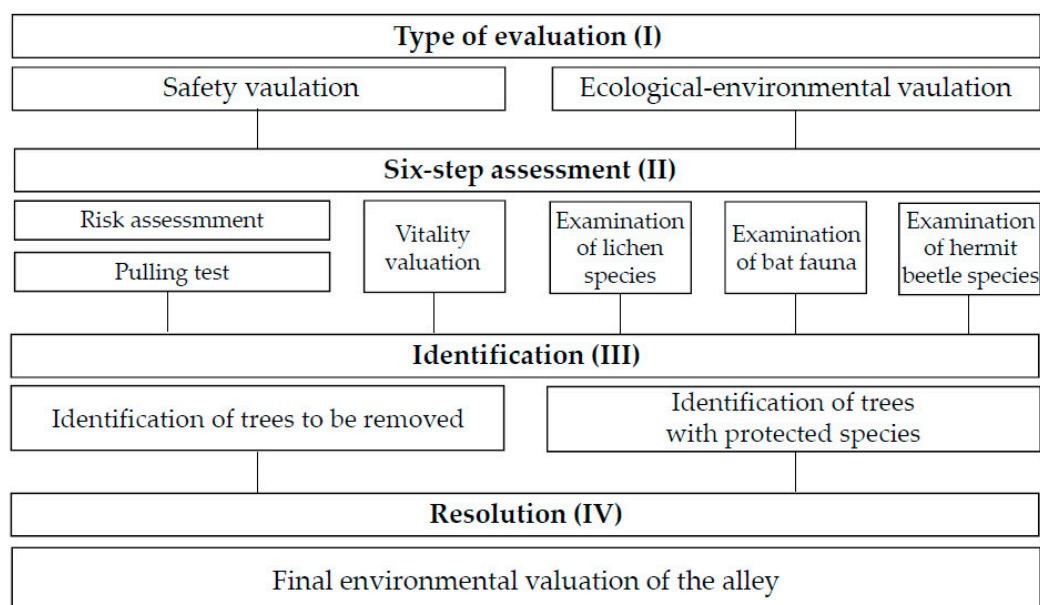 Type of evaluation (I)
Safety vaulation
Ecological-environmental vaulation
Six-step assessment (II)
Risk assessmment
Pulling test
Vitality
valuation
Examination
of lichen
species
Examination
of bat fauna
Examination
of hermit
beetle species
Identification (III)
Identification of trees to be removed
Identification of trees
with protected species
Resolution (IV)
Final environmental valuation of the alley